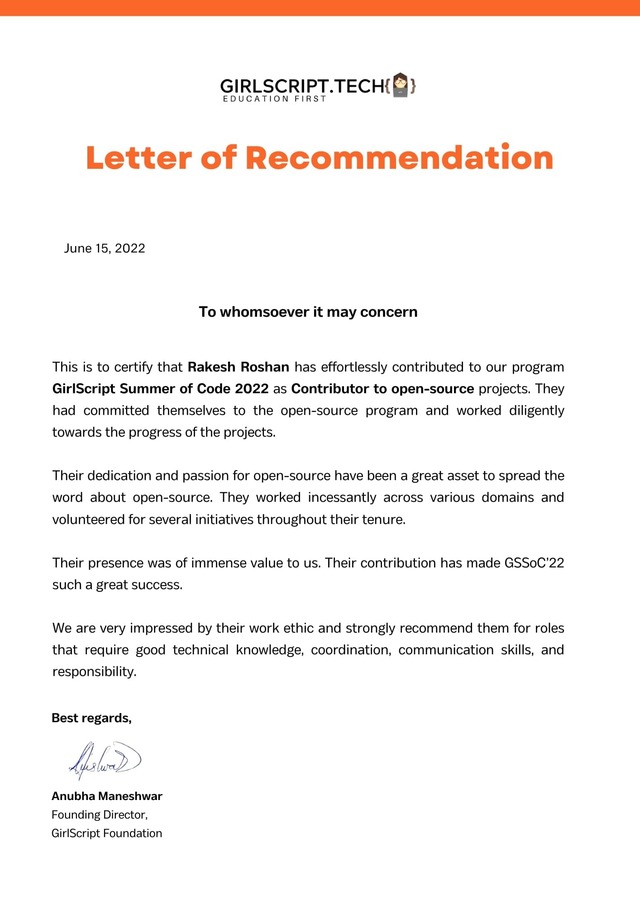 GIRLSCRIPT.TECH{}
EDUCATION FIRST
Letter of Recommendation
June 15, 2022
To whomsoever it may concern
This is to certify that Rakesh Roshan has effortlessly contributed to our program
GirlScript Summer of Code 2022 as Contributor to open-source projects. They
had committed themselves to the open-source program and worked diligently
towards the progress of the projects.
Their dedication and passion for open-source have been a great asset to spread the
word about open-source. They worked incessantly across various domains and
volunteered for several initiatives throughout their tenure.
Their presence was of immense value to us. Their contribution has made GSSoC'22
such a great success.
We are very impressed by their work ethic and strongly recommend them for roles
that require good technical knowledge, coordination, communication skills, and
responsibility.
Best regards,
Anubha Maneshwar
Founding Director,
GirlScript Foundation